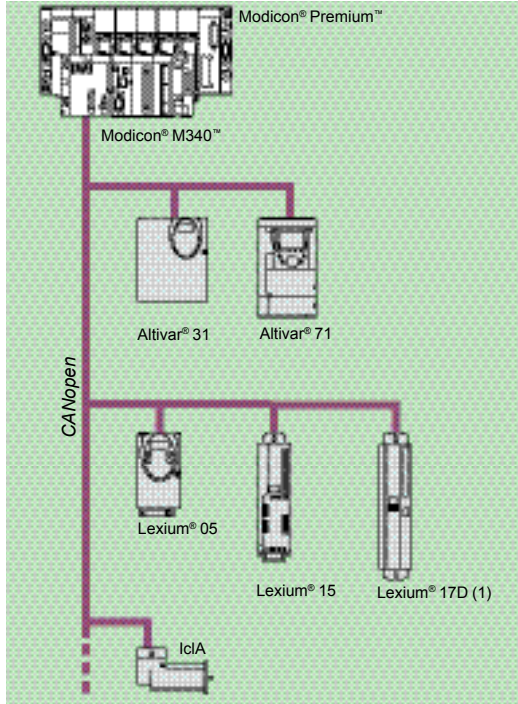 Modicon® Premium™
Modicon® M340™
Altivar® 31
Altivar® 71
CANopen
Lexium® 05
Lexium® 15
Lexium® 17D (1)
IclA